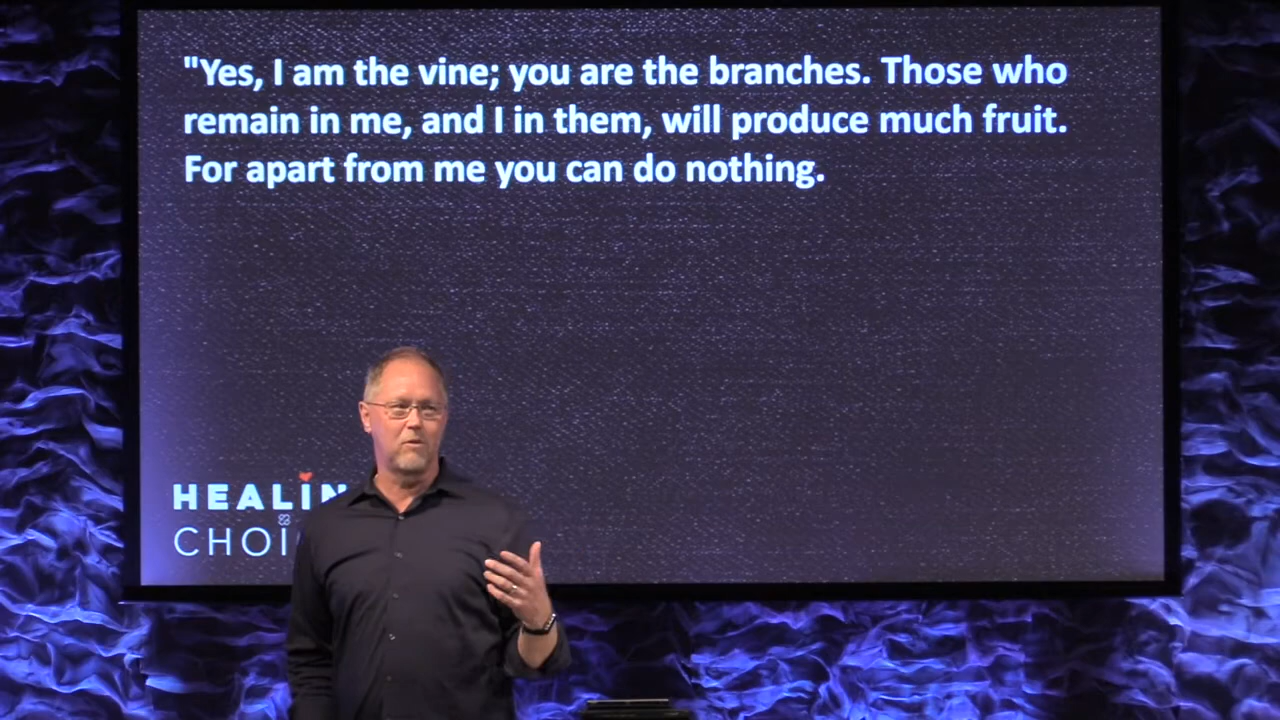 "Yes, I am the vine; you are the branches. Those who
remain in me, and I in them, will produce much fruit.
For apart from me you can do nothing.
HEALIN
CHOI